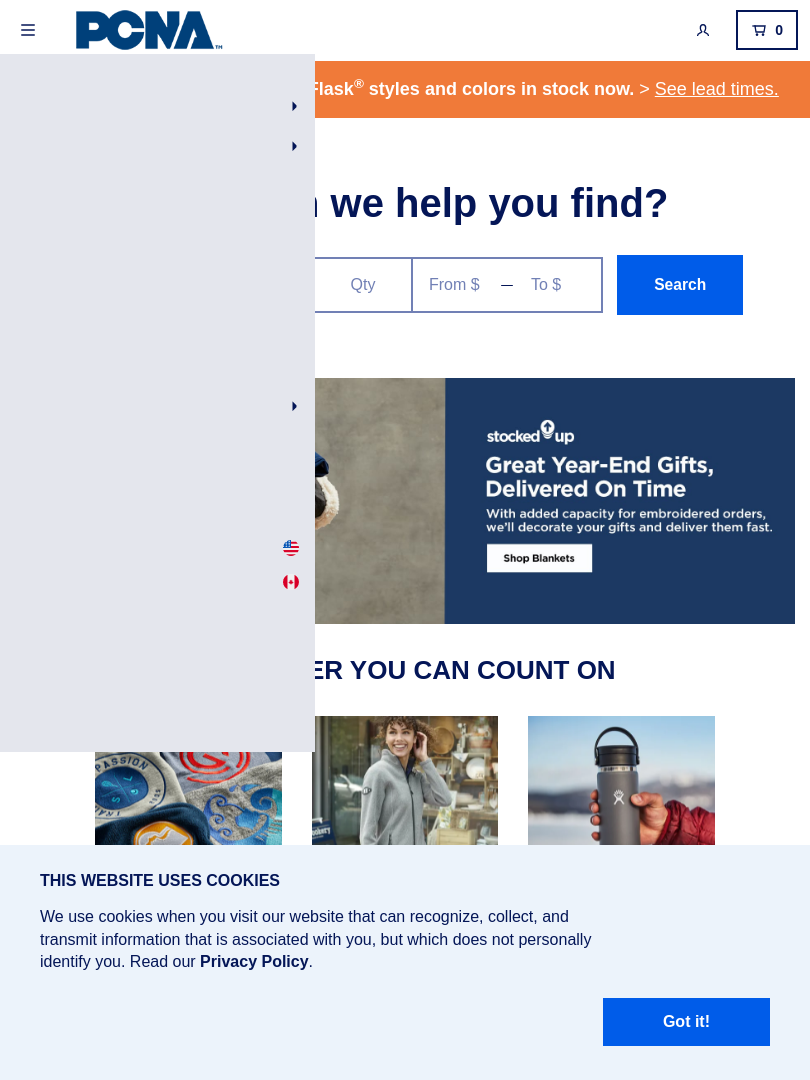 PCNA™
0
Flask® styles and colors in stock now. > See lead times.
we help you find?
Qty
From $ — To $
Search
stocked up
Great Year-End Gifts,
Delivered On Time
With added capacity for embroidered orders,
we'll decorate your gifts and deliver them fast.
Shop Blankets
ER YOU CAN COUNT ON
PASSION
THIS WEBSITE USES COOKIES
We use cookies when you visit our website that can recognize, collect, and
transmit information that is associated with you, but which does not personally
identify you. Read our Privacy Policy.
Got it!